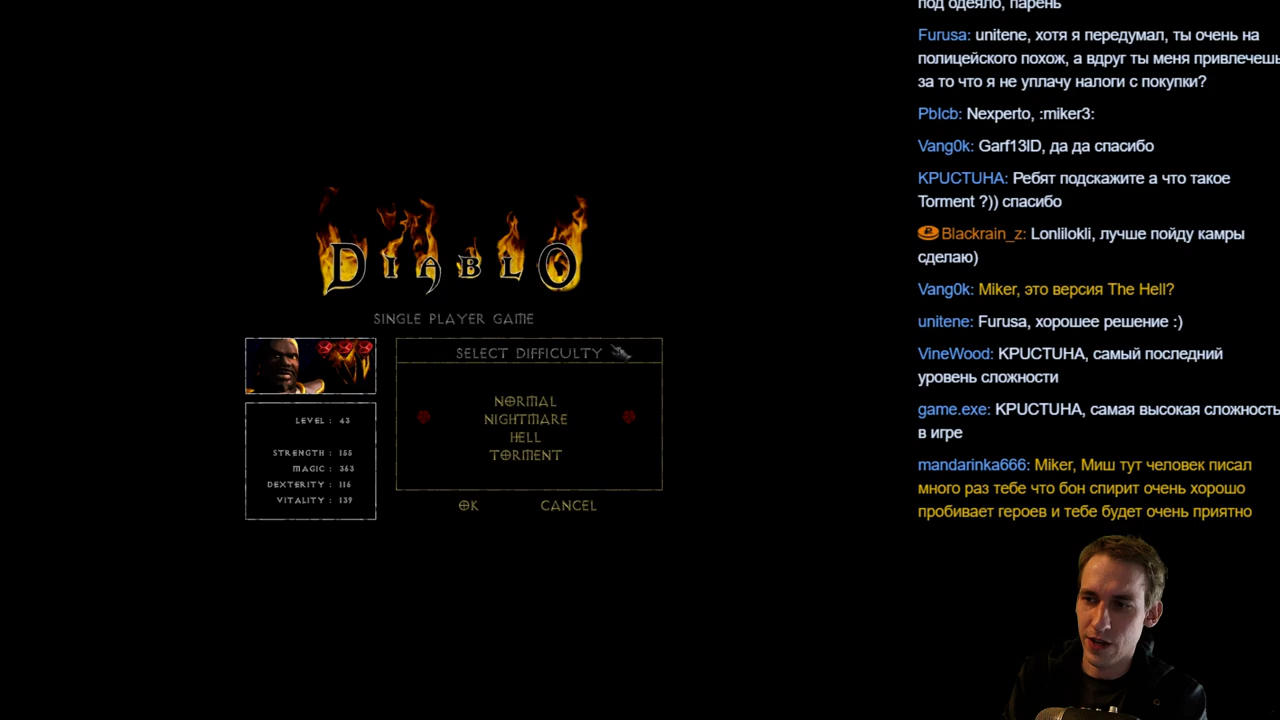 DIABLO
SINGLE PLAYER GAME
SELECT DIFFICULTY
NORMAL
NIGHTMARE
HELL
TORMENT
OK
CANCEL
LEVEL : 43
STRENGTH : 155
MAGIC : 363
DEXTERITY : 116
VITALITY : 139
под одеяло, парень
Furusa: unitene, хотя я передумал, ты очень на
полицейского похож, а вдруг ты меня привлечешь
за то что я не уплачу налоги с покупки?
PbIcb: Nexperto, :miker3:
Vang0k: Garf13lD, да да спасибо
KPUCTUHA: Ребят подскажите а что такое
Torment ?)) спасибо
Blackrain_z: Lonlilokli, лучше пойду камры
сделаю)
Vang0k: Miker, это версия The Hell?
unitene: Furusa, хорошее решение :)
VineWood: KPUCTUHA, самый последний
уровень сложности
game.exe: KPUCTUHA, самая высокая сложность
в игре
mandarinka666: Miker, Миш тут человек писал
много раз тебе что бон спирит очень хорошо
пробивает героев и тебе будет очень приятно